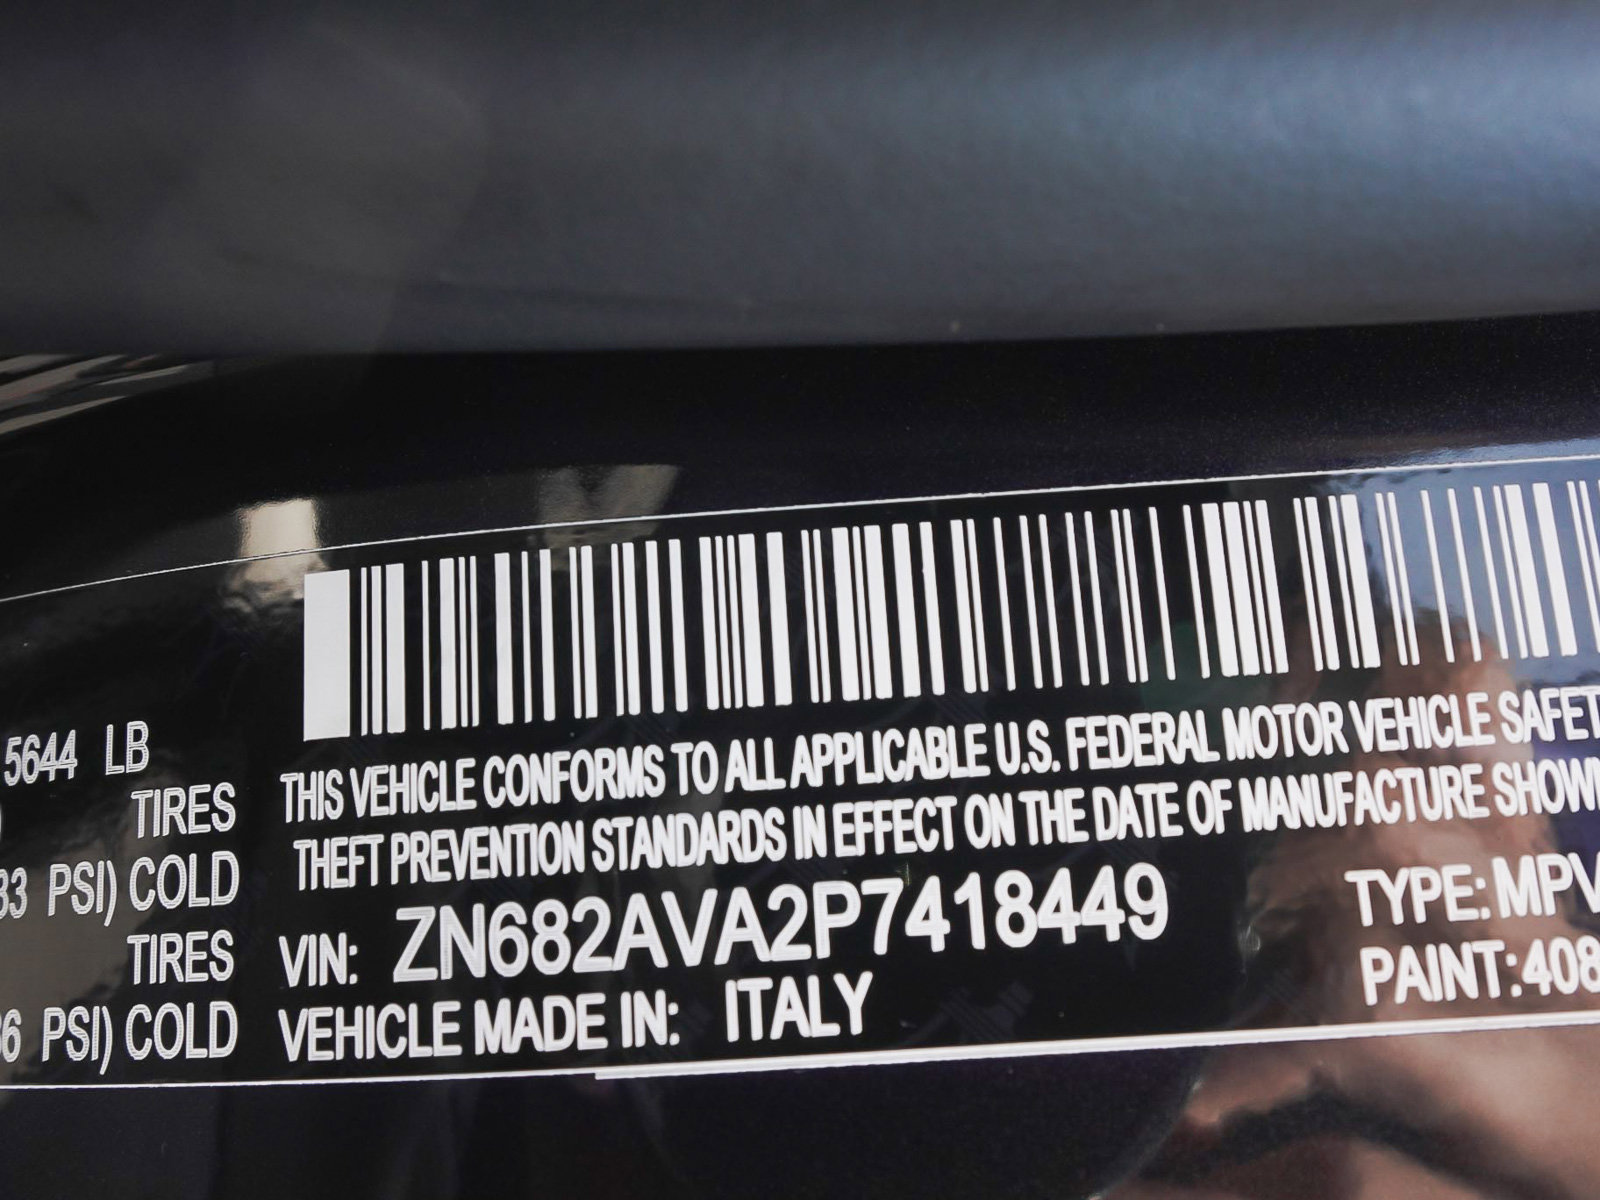 5644 LB
TIRES
33 PSI) COLD
TIRES
36 PSI) COLD
THIS VEHICLE CONFORMS TO ALL APPLICABLE U.S. FEDERAL MOTOR VEHICLE SAFET
THEFT PREVENTION STANDARDS IN EFFECT ON THE DATE OF MANUFACTURE SHOWN
VIN: ZN682AVA2P7418449
TYPE: MPV
VEHICLE MADE IN: ITALY
PAINT: 408